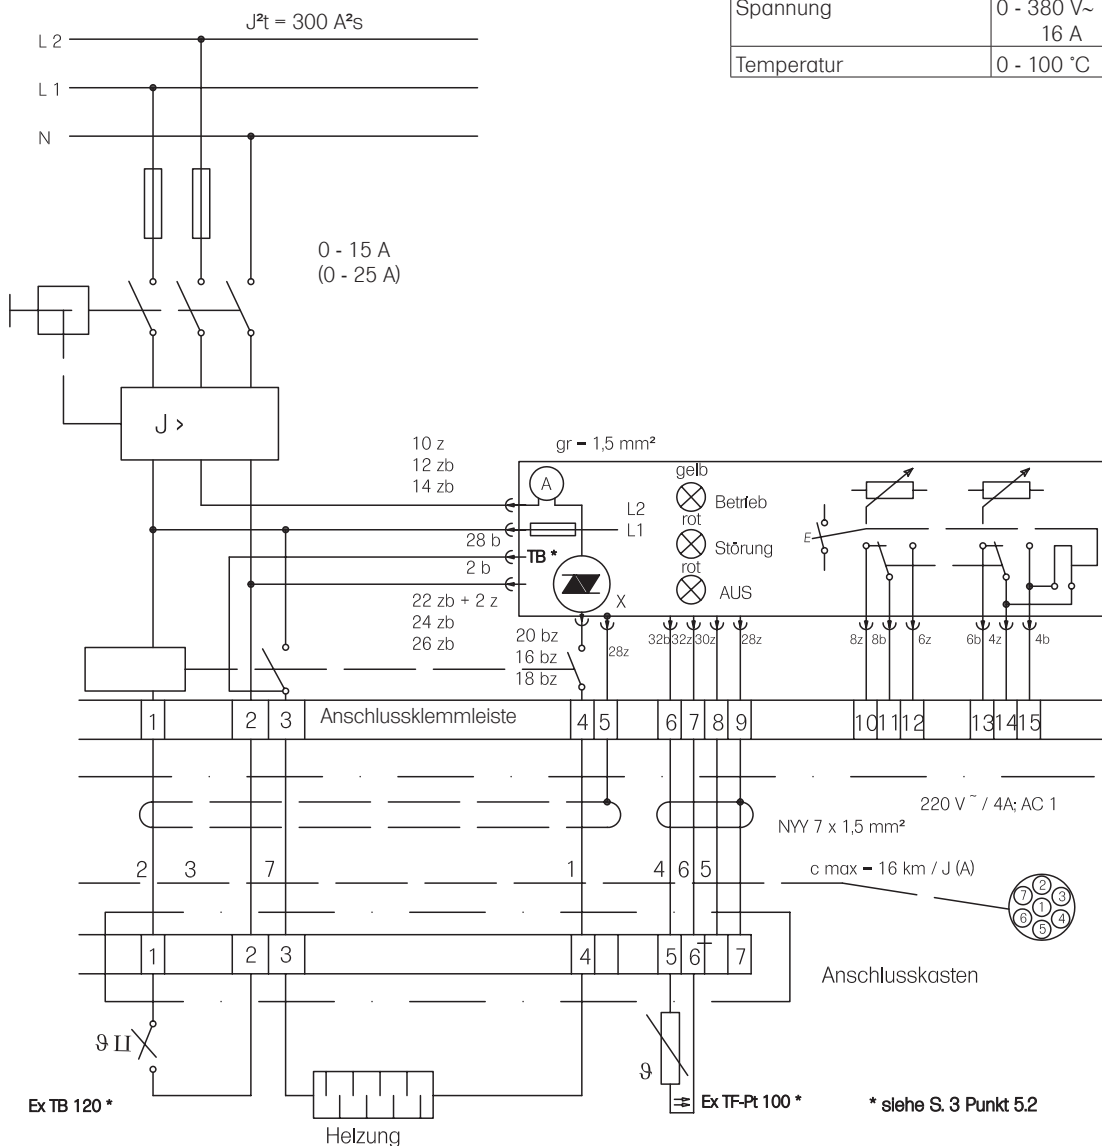 J²t = 300 A²s
Spannung 0 - 380 V~
16 A
Temperatur 0 - 100 °C
L 2
L 1
N
0 - 15 A
(0 - 25 A)
J >
10 z
12 zb
14 zb
gr = 1,5 mm²
gelb
A
L2
Betrieb
rot
L1
28 b
Störung
E
TB *
2 b
rot
AUS
X
22 zb + 2 z
24 zb
26 zb
20 bz
16 bz
18 bz
28z
32b 32z 30z 28z
8z 8b 6z
6b 4z 4b
1 2 3 Anschlussklemmleiste 4 5 6 7 8 9 10 11 12 13 14 15
220 V ~ / 4A; AC 1
NYY 7 x 1,5 mm²
2 3 7 1 4 6 5
c max = 16 km / J (A)
2
7 3
1
6 4
5
1 2 3 4 5 6 7
Anschlusskasten
ϑ
ϑ
Ex TB 120 *
Ex TF-Pt 100 *
* siehe S. 3 Punkt 5.2
Helzung